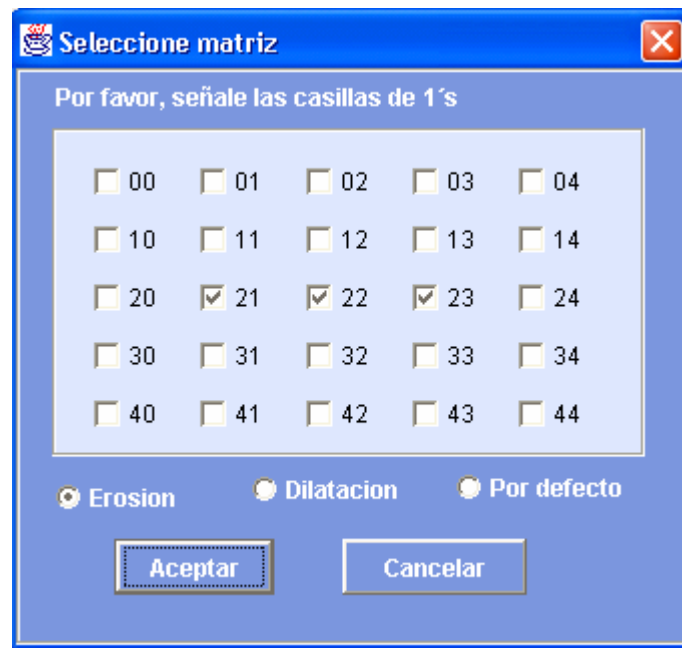 Seleccione matriz
Por favor, señale las casillas de 1´s
00 01 02 03 04
10 11 12 13 14
20 21 22 23 24
30 31 32 33 34
40 41 42 43 44
Erosion Dilatacion Por defecto
Aceptar Cancelar